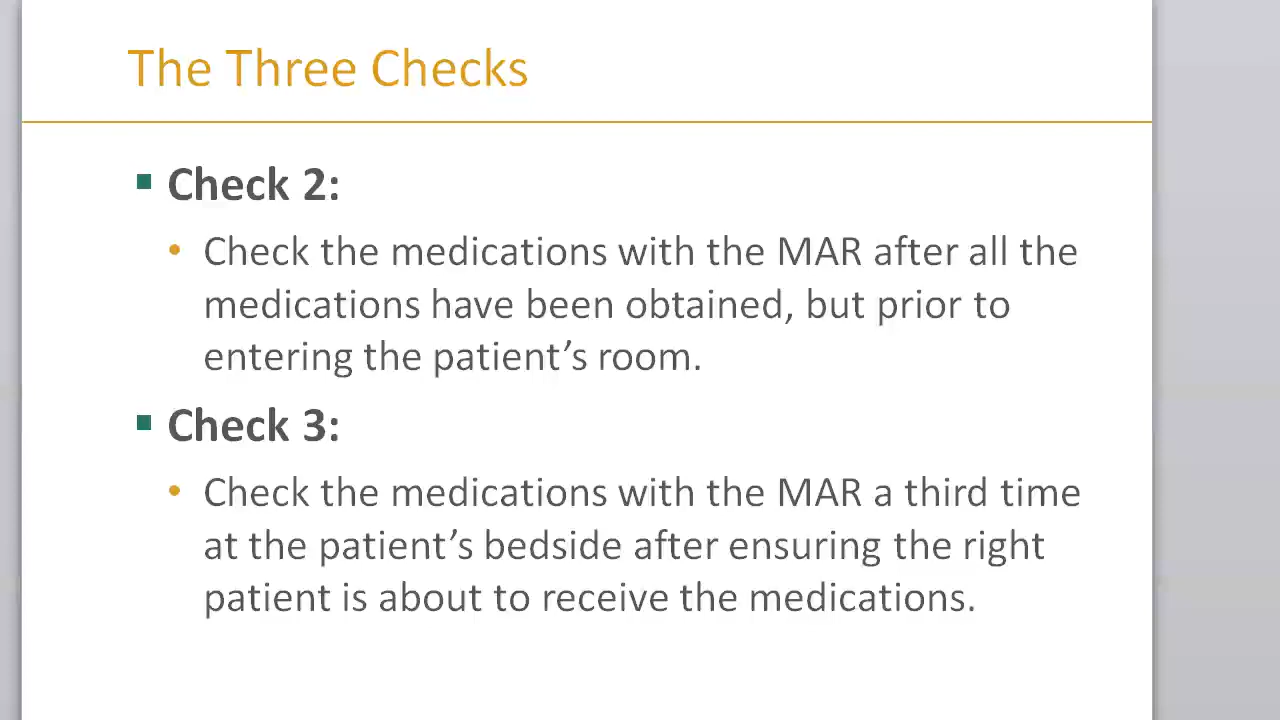 The Three Checks
Check 2:
Check the medications with the MAR after all the
medications have been obtained, but prior to
entering the patient’s room.
Check 3:
Check the medications with the MAR a third time
at the patient’s bedside after ensuring the right
patient is about to receive the medications.